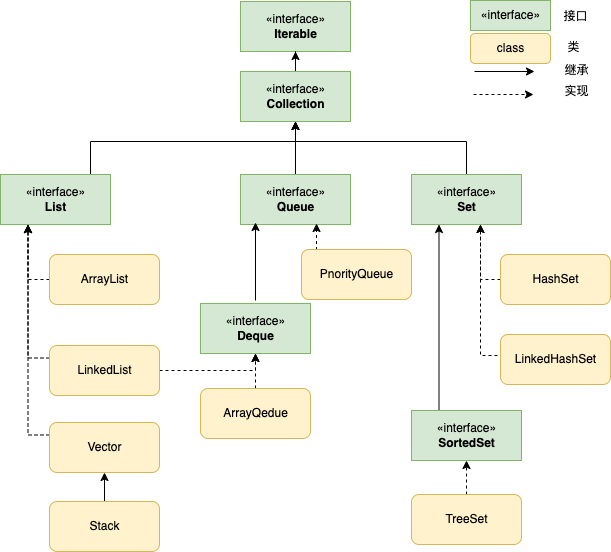 «interface»
Iterable
«interface»
接口
class
类
继承
实现
«interface»
Collection
«interface»
List
«interface»
Queue
«interface»
Set
ArrayList
PnorityQueue
HashSet
«interface»
Deque
LinkedList
LinkedHashSet
ArrayQedue
Vector
«interface»
SortedSet
Stack
TreeSet